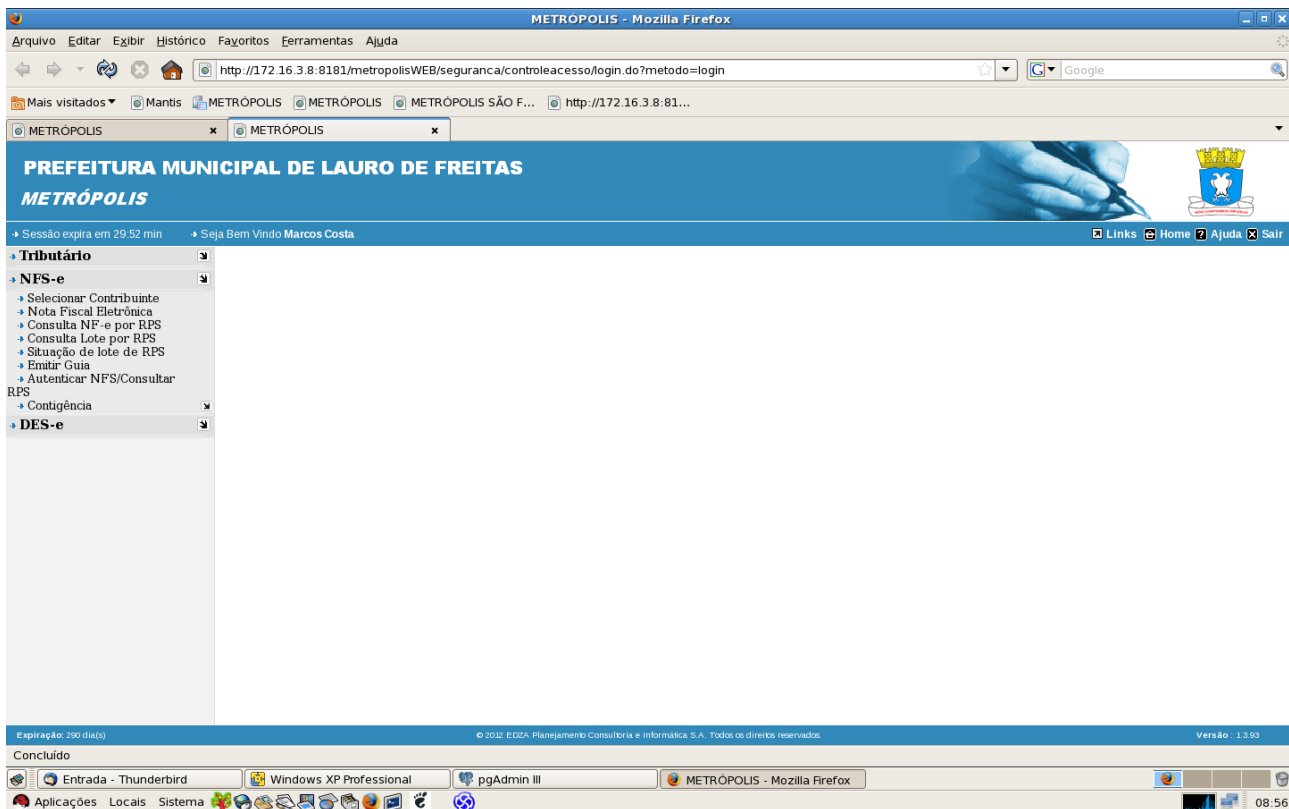 METRÓPOLIS - Mozilla Firefox
Arquivo Editar Exibir Histórico Favoritos Ferramentas Ajuda
http://172.16.3.8:8181/metropolisWEB/seguranca/controleacesso/login.do?metodo=login
G Google
Mais visitados Mantis METRÓPOLIS METRÓPOLIS METRÓPOLIS SÃO F... http://172.16.3.8:81...
METRÓPOLIS METRÓPOLIS
PREFEITURA MUNICIPAL DE LAURO DE FREITAS
METRÓPOLIS
Sessão expira em 29:52 min Seja Bem Vindo Marcos Costa Links Home ? Ajuda Sair
Tributário
NFS-e
Selecionar Contribuinte
Nota Fiscal Eletrônica
Consulta NF-e por RPS
Consulta Lote por RPS
Situação de lote de RPS
Emitir Guia
Autenticar NFS/Consultar
RPS
Contigência
DES-e
Expiração: 290 dia(s) © 2012 EDZA Planejamento Consultoria e Informática S.A. Todos os direitos reservados. Versão : 1.3.93
Concluído
Entrada - Thunderbird Windows XP Professional pgAdmin III METRÓPOLIS - Mozilla Firefox
Aplicações Locais Sistema 08:56